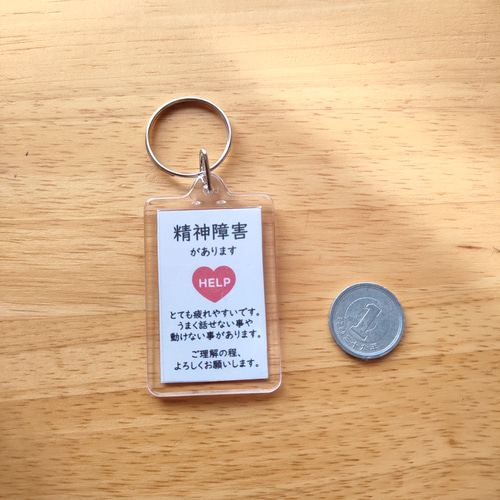 精神障害
があります
HELP
とても疲れやすいです。
うまく話せない事や
動けない事があります。
ご理解の程、
よろしくお願いします。
1